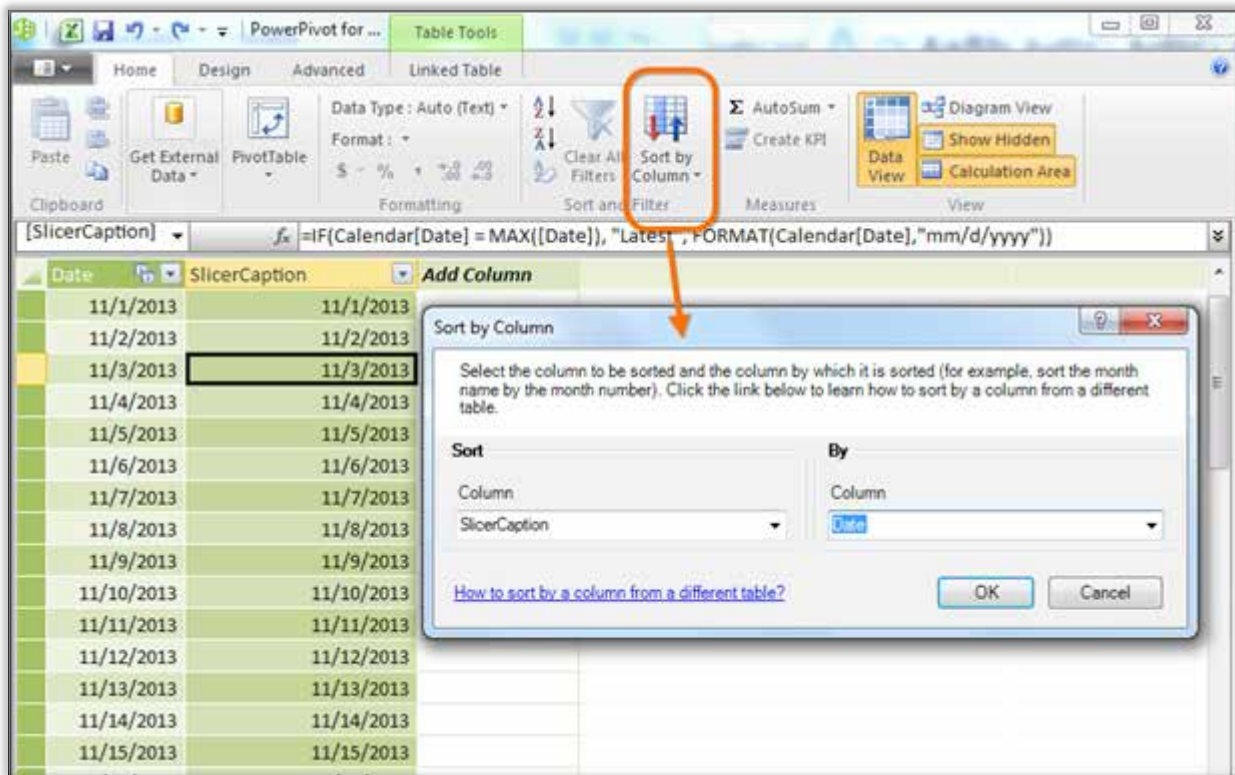 PowerPivot for ... Table Tools
Home Design Advanced Linked Table
Paste
Get External Data
PivotTable
Data Type : Auto (Text)
Format :
$ - % ,
Clear All Filters
Sort by Column
Σ AutoSum
Create KPI
Data View
Diagram View
Show Hidden
Calculation Area
Clipboard Formatting Sort and Filter Measures View
[SlicerCaption] fx =IF(Calendar[Date] = MAX([Date]), "Latest", FORMAT(Calendar[Date],"mm/d/yyyy"))
Date SlicerCaption Add Column
11/1/2013 11/1/2013
11/2/2013 11/2/2013
11/3/2013 11/3/2013
11/4/2013 11/4/2013
11/5/2013 11/5/2013
11/6/2013 11/6/2013
11/7/2013 11/7/2013
11/8/2013 11/8/2013
11/9/2013 11/9/2013
11/10/2013 11/10/2013
11/11/2013 11/11/2013
11/12/2013 11/12/2013
11/13/2013 11/13/2013
11/14/2013 11/14/2013
11/15/2013 11/15/2013
Sort by Column
Select the column to be sorted and the column by which it is sorted (for example, sort the month
name by the month number). Click the link below to learn how to sort by a column from a different
table.
Sort By
Column Column
SlicerCaption Date
How to sort by a column from a different table?
OK Cancel